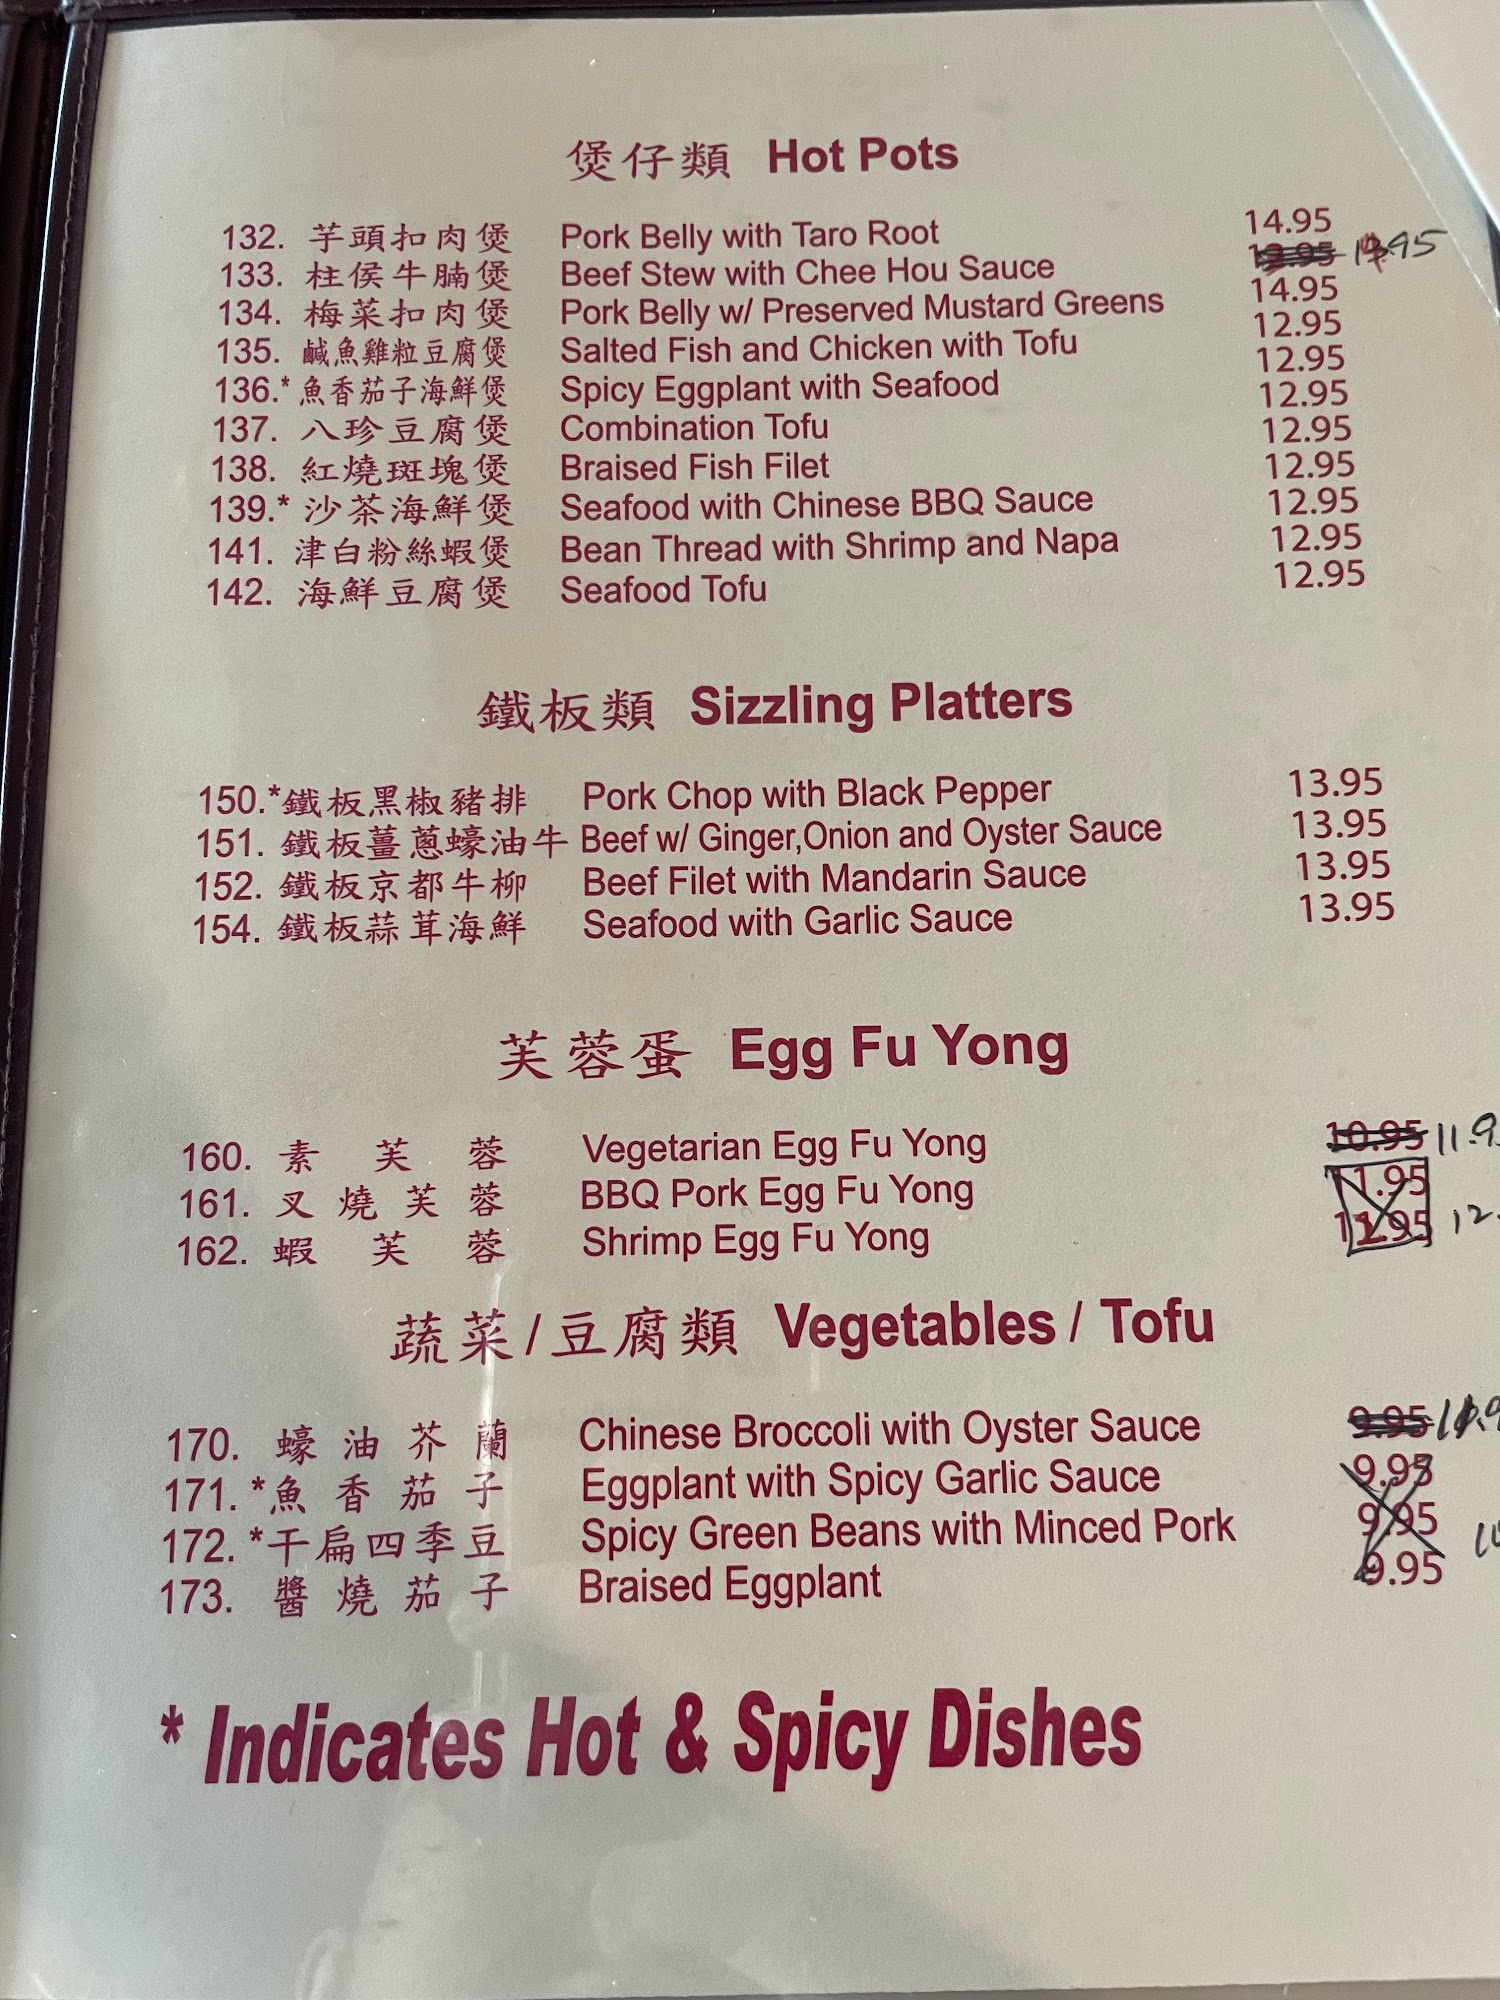 煲仔類 Hot Pots
132. 芋頭扣肉煲 Pork Belly with Taro Root 14.95
133. 柱侯牛腩煲 Beef Stew with Chee Hou Sauce 13.95
134. 梅菜扣肉煲 Pork Belly w/ Preserved Mustard Greens 14.95
135. 鹹魚雞粒豆腐煲 Salted Fish and Chicken with Tofu 12.95
136.* 魚香茄子海鮮煲 Spicy Eggplant with Seafood 12.95
137. 八珍豆腐煲 Combination Tofu 12.95
138. 紅燒斑塊煲 Braised Fish Filet 12.95
139.* 沙茶海鮮煲 Seafood with Chinese BBQ Sauce 12.95
141. 津白粉絲蝦煲 Bean Thread with Shrimp and Napa 12.95
142. 海鮮豆腐煲 Seafood Tofu 12.95
12.95
鐵板類 Sizzling Platters
150.*鐵板黑椒豬排 Pork Chop with Black Pepper 13.95
151. 鐵板薑蔥蠔油牛 Beef w/ Ginger,Onion and Oyster Sauce 13.95
152. 鐵板京都牛柳 Beef Filet with Mandarin Sauce 13.95
154. 鐵板蒜茸海鮮 Seafood with Garlic Sauce 13.95
芙蓉蛋 Egg Fu Yong
160. 素芙蓉 Vegetarian Egg Fu Yong 10.95 11.9
161. 叉燒芙蓉 BBQ Pork Egg Fu Yong 11.95
162. 蝦芙蓉 Shrimp Egg Fu Yong 11.95 12.
蔬菜/豆腐類 Vegetables / Tofu
170. 蠔油芥蘭 Chinese Broccoli with Oyster Sauce 9.95
171. *魚香茄子 Eggplant with Spicy Garlic Sauce 9.95
172. *干扁四季豆 Spicy Green Beans with Minced Pork 9.95
173. 醬燒茄子 Braised Eggplant 9.95
* Indicates Hot & Spicy Dishes